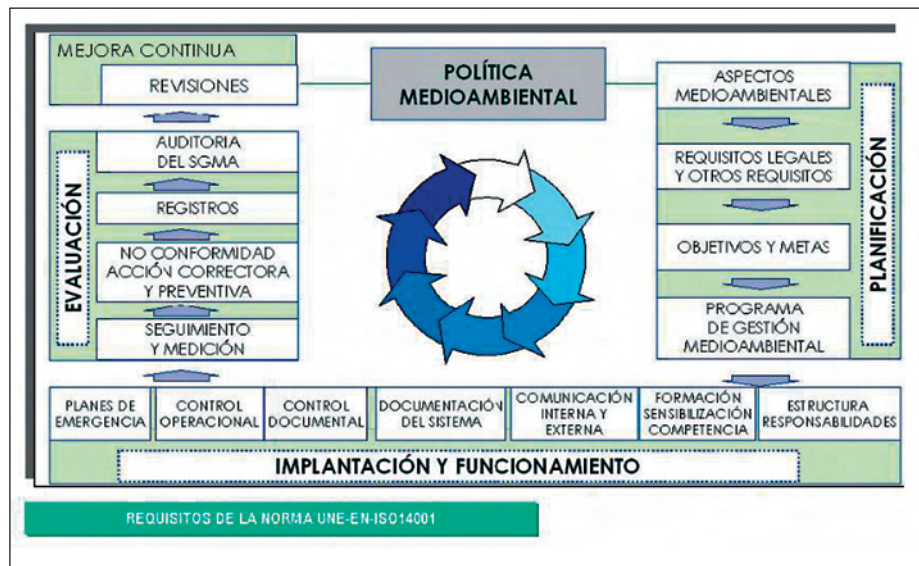 MEJORA CONTINUA
REVISIONES
POLÍTICA
MEDIOAMBIENTAL
ASPECTOS
MEDIOAMBIENTALES
REQUISITOS LEGALES
Y OTROS REQUISITOS
OBJETIVOS Y METAS
PROGRAMA
DE GESTIÓN
MEDIOAMBIENTAL
PLANIFICACIÓN
AUDITORIA
DEL SGMA
REGISTROS
NO CONFORMIDAD
ACCIÓN CORRECTORA
Y PREVENTIVA
SEGUIMIENTO
Y MEDICIÓN
EVALUACIÓN
PLANES DE
EMERGENCIA
CONTROL
OPERACIONAL
CONTROL
DOCUMENTAL
DOCUMENTACIÓN
DEL SISTEMA
COMUNICACIÓN
INTERNA Y
EXTERNA
FORMACIÓN
SENSIBILIZACIÓN
COMPETENCIA
ESTRUCTURA
RESPONSABILIDADES
IMPLANTACIÓN Y FUNCIONAMIENTO
REQUISITOS DE LA NORMA UNE-EN-ISO14001